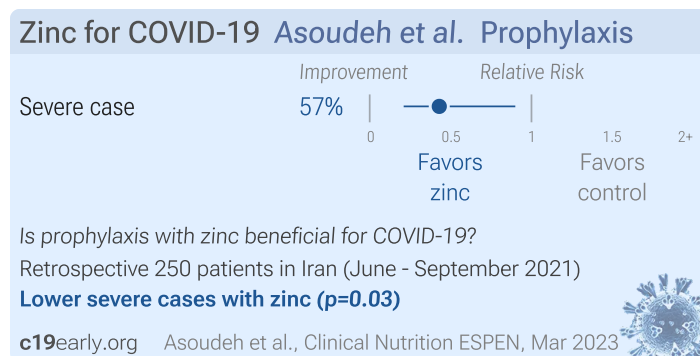 Zinc for COVID-19 Asoudeh et al. Prophylaxis
Improvement Relative Risk
Severe case 57%
0 0.5 1 1.5 2+
Favors Favors
zinc control
Is prophylaxis with zinc beneficial for COVID-19?
Retrospective 250 patients in Iran (June - September 2021)
Lower severe cases with zinc (p=0.03)
c19early.org Asoudeh et al., Clinical Nutrition ESPEN, Mar 2023